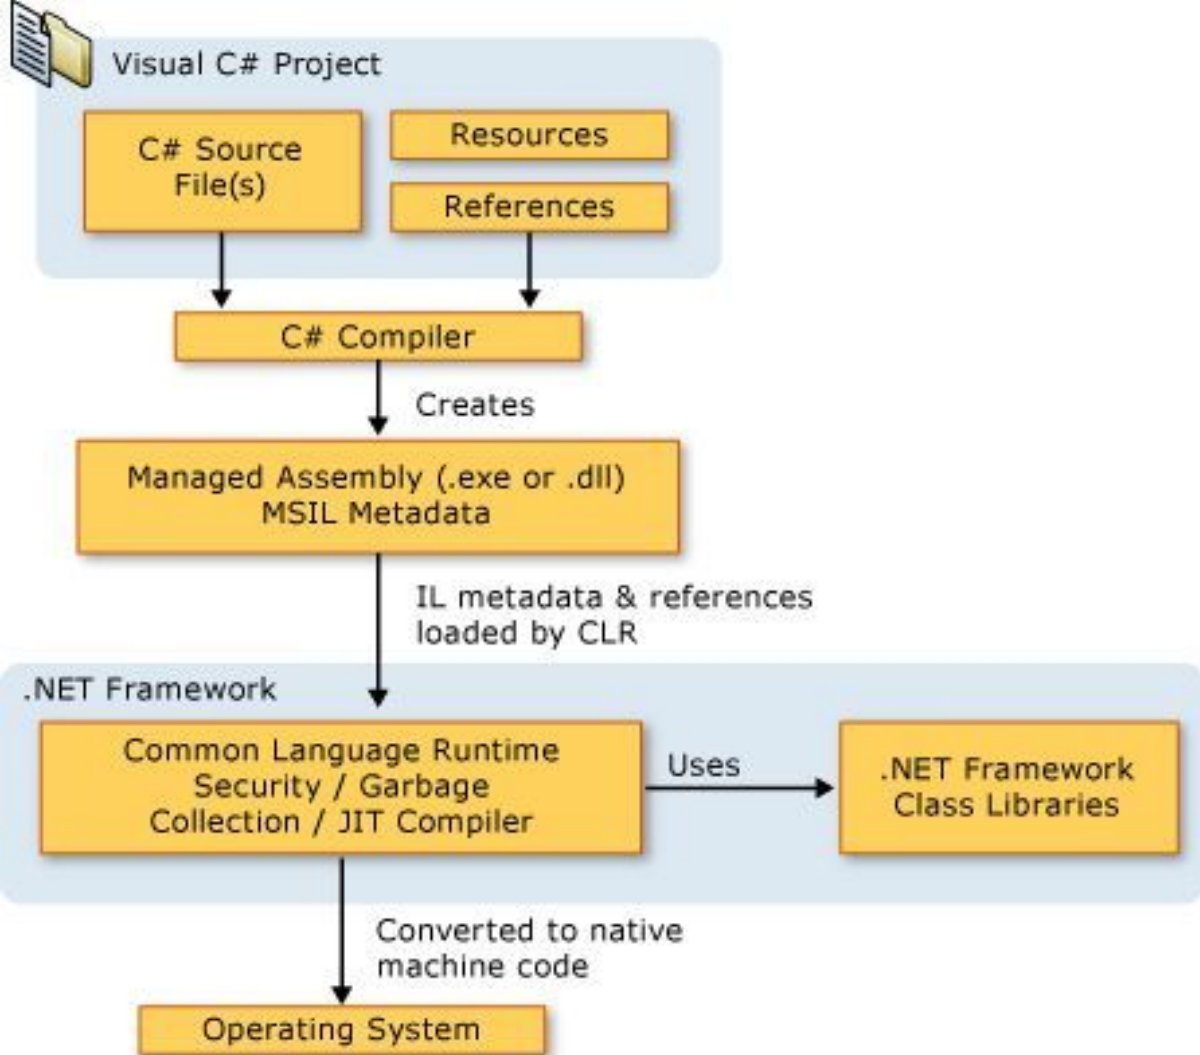 Visual C# Project
C# Source
File(s)
Resources
References
C# Compiler
Creates
Managed Assembly (.exe or .dll)
MSIL Metadata
IL metadata & references
loaded by CLR
.NET Framework
Common Language Runtime
Security / Garbage
Collection / JIT Compiler
Uses
.NET Framework
Class Libraries
Converted to native
machine code
Operating System